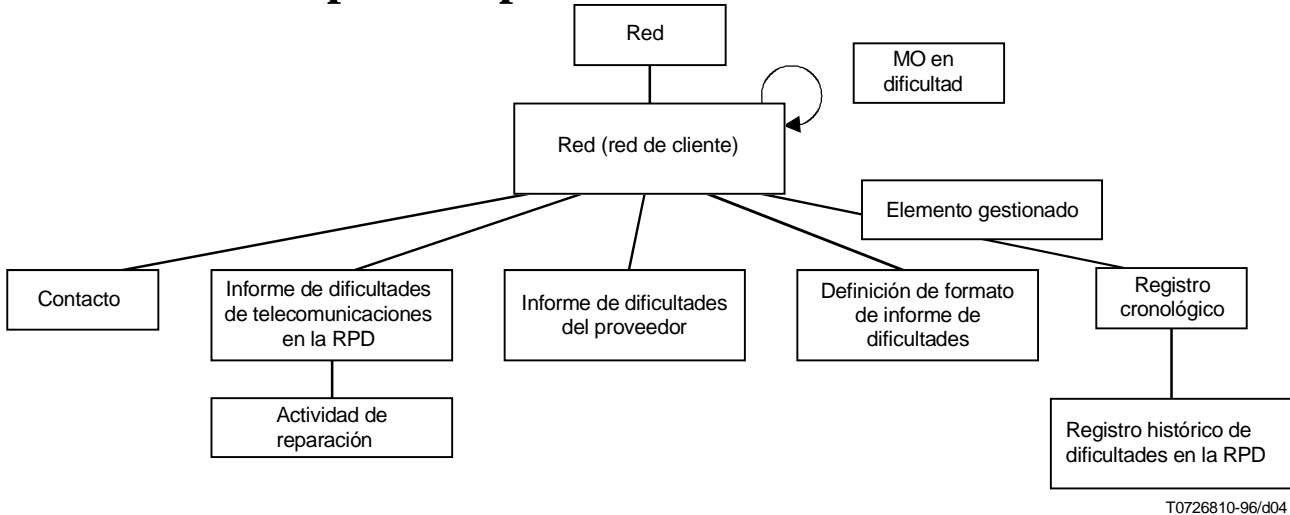 Red
MO en
dificultad
Red (red de cliente)
Elemento gestionado
Contacto
Informe de dificultades
de telecomunicaciones
en la RPD
Informe de dificultades
del proveedor
Definición de formato
de informe de
dificultades
Registro
cronológico
Actividad de
reparación
Registro histórico de
dificultades en la RPD
T0726810-96/d04